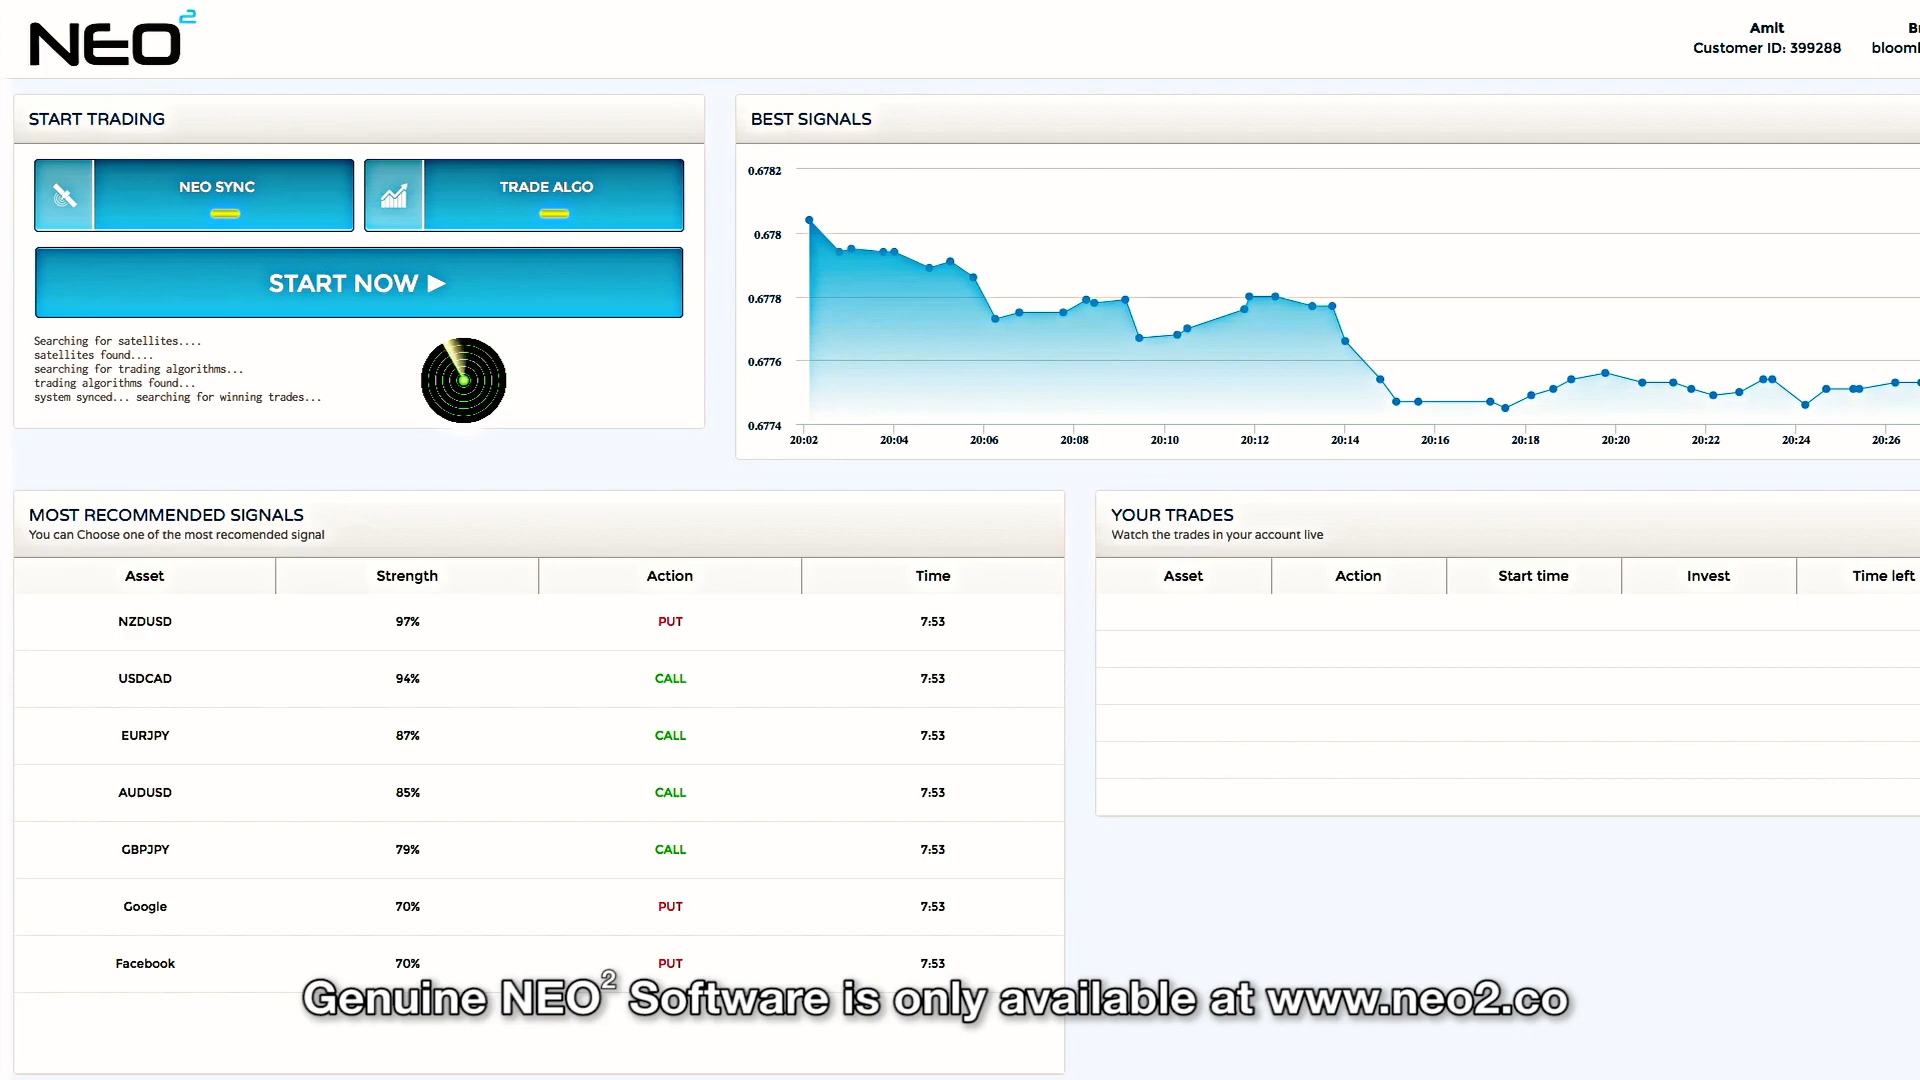 NEO²
Amit
Customer ID: 399288
START TRADING
NEO SYNC
TRADE ALGO
START NOW ►
Searching for satellites....
satellites found....
searching for trading algorithms...
trading algorithms found...
system synced... searching for winning trades...
BEST SIGNALS
0.6782
0.678
0.6778
0.6776
0.6774
20:02 20:04 20:06 20:08 20:10 20:12 20:14 20:16 20:18 20:20 20:22 20:24 20:26
MOST RECOMMENDED SIGNALS
You can Choose one of the most recomended signal
Asset Strength Action Time
NZDUSD 97% PUT 7:53
USDCAD 94% CALL 7:53
EURJPY 87% CALL 7:53
AUDUSD 85% CALL 7:53
GBPJPY 79% CALL 7:53
Google 70% PUT 7:53
Facebook 70% PUT 7:53
YOUR TRADES
Watch the trades in your account live
Asset Action Start time Invest Time left
Genuine NEO² Software is only available at www.neo2.co